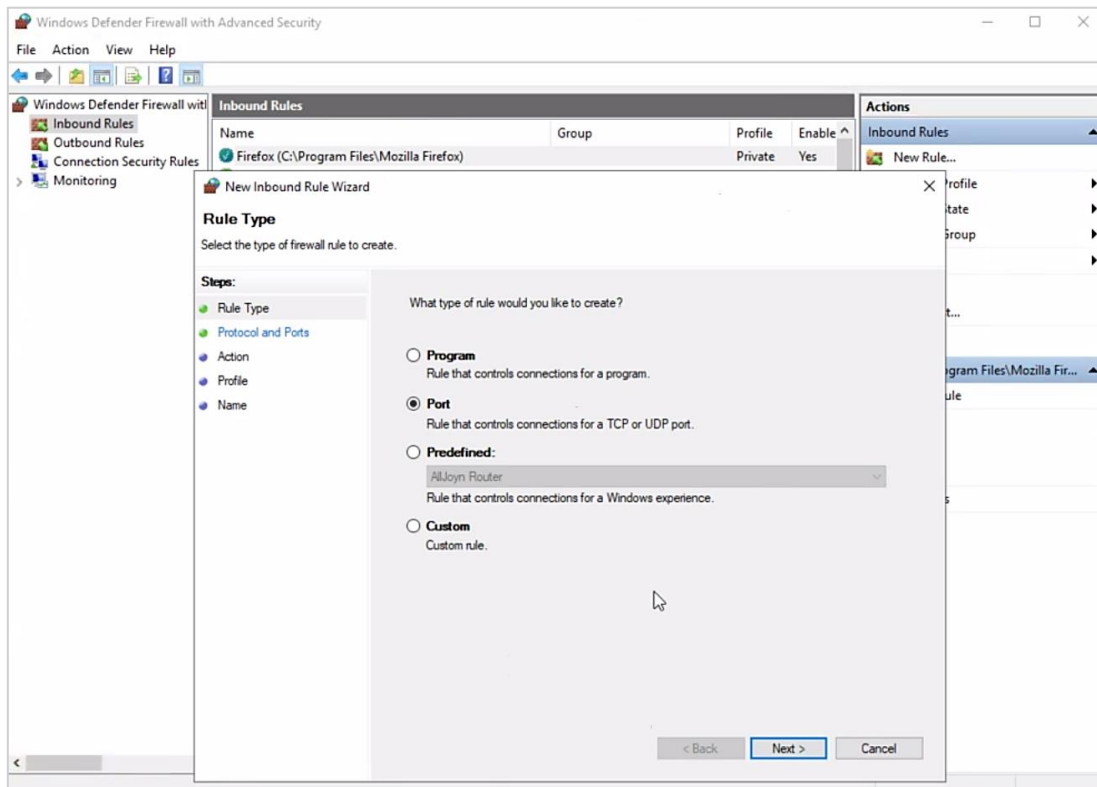 Windows Defender Firewall with Advanced Security
File Action View Help
Windows Defender Firewall witl
Inbound Rules
Outbound Rules
Connection Security Rules
Monitoring
Inbound Rules
Name Group Profile Enable
Firefox (C:\Program Files\Mozilla Firefox) Private Yes
Actions
Inbound Rules
New Rule...
Profile
State
Group
t...
gram Files\Mozilla Fir...
ule
s
New Inbound Rule Wizard
Rule Type
Select the type of firewall rule to create.
Steps:
Rule Type
Protocol and Ports
Action
Profile
Name
What type of rule would you like to create?
Program
Rule that controls connections for a program.
Port
Rule that controls connections for a TCP or UDP port.
Predefined:
AllJoyn Router
Rule that controls connections for a Windows experience.
Custom
Custom rule.
< Back Next > Cancel